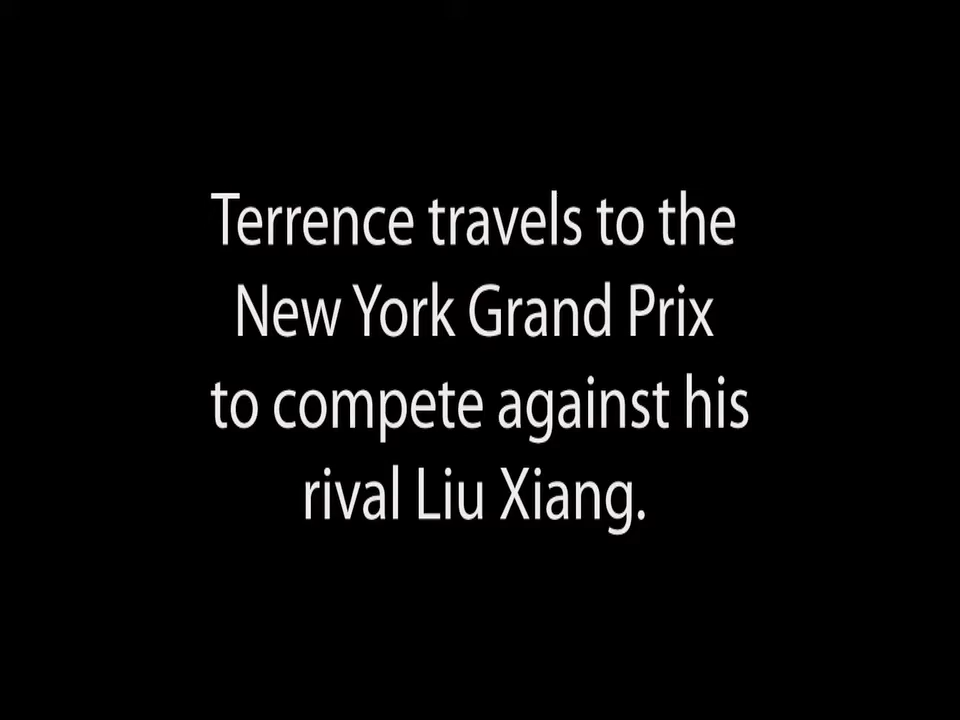 Terrence travels to the
New York Grand Prix
to compete against his
rival Liu Xiang.